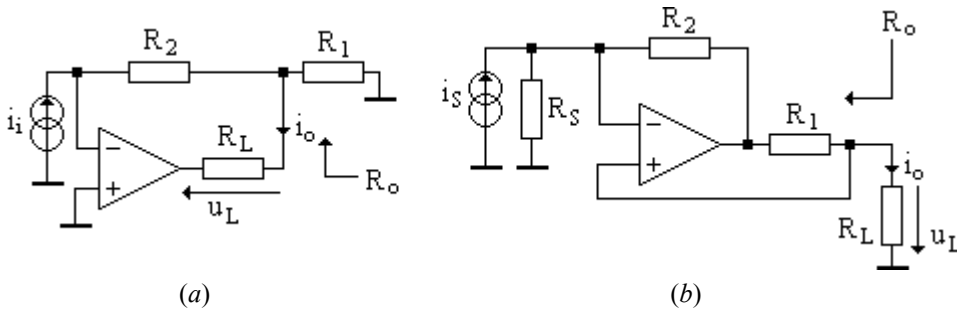 R2
R1
ii
−
+
RL
io
uL
Ro
(a)
Ro
R2
iS
RS
−
+
R1
io
RL
uL
(b)